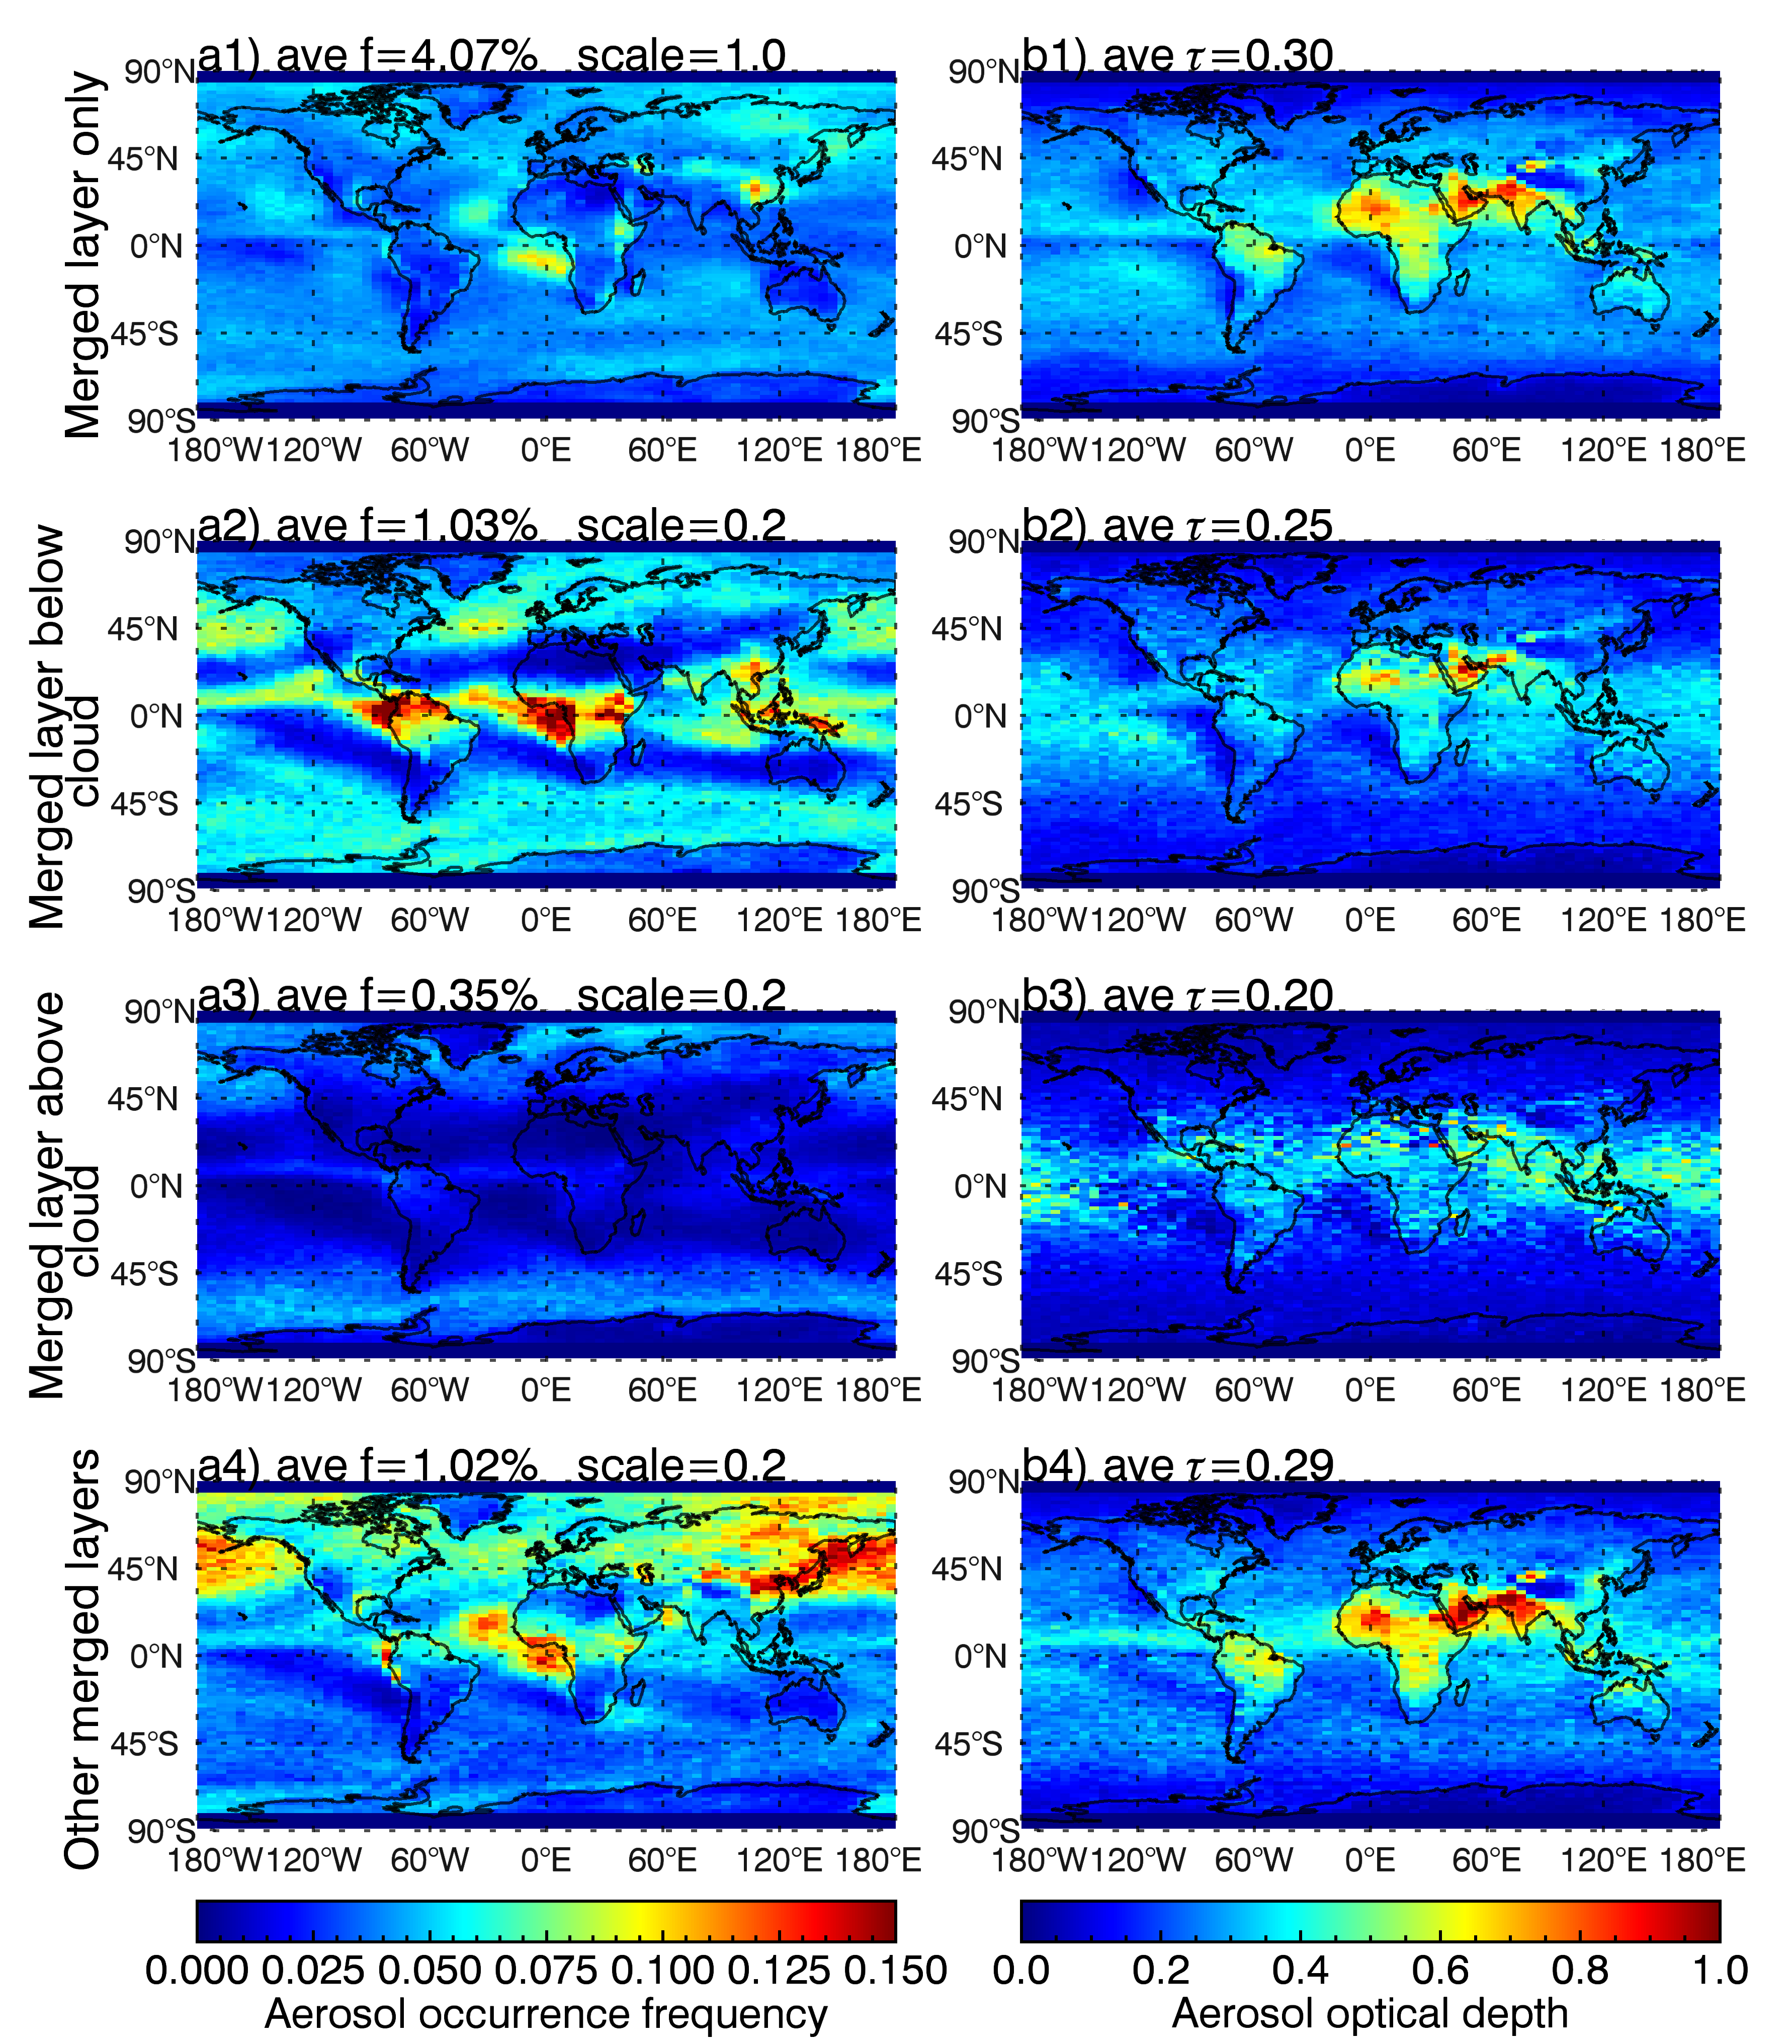 a1) ave f=4.07%   scale=1.0
b1) ave τ=0.30
Merged layer only
90°N
45°N
0°N
45°S
90°S
180°W 120°W 60°W 0°E 60°E 120°E 180°E
90°N
45°N
0°N
45°S
90°S
180°W 120°W 60°W 0°E 60°E 120°E 180°E
a2) ave f=1.03%   scale=0.2
b2) ave τ=0.25
Merged layer below
cloud
90°N
45°N
0°N
45°S
90°S
180°W 120°W 60°W 0°E 60°E 120°E 180°E
90°N
45°N
0°N
45°S
90°S
180°W 120°W 60°W 0°E 60°E 120°E 180°E
a3) ave f=0.35%   scale=0.2
b3) ave τ=0.20
Merged layer above
cloud
90°N
45°N
0°N
45°S
90°S
180°W 120°W 60°W 0°E 60°E 120°E 180°E
90°N
45°N
0°N
45°S
90°S
180°W 120°W 60°W 0°E 60°E 120°E 180°E
a4) ave f=1.02%   scale=0.2
b4) ave τ=0.29
Other merged layers
90°N
45°N
0°N
45°S
90°S
180°W 120°W 60°W 0°E 60°E 120°E 180°E
90°N
45°N
0°N
45°S
90°S
180°W 120°W 60°W 0°E 60°E 120°E 180°E
0.000 0.025 0.050 0.075 0.100 0.125 0.150
Aerosol occurrence frequency
0.0 0.2 0.4 0.6 0.8 1.0
Aerosol optical depth